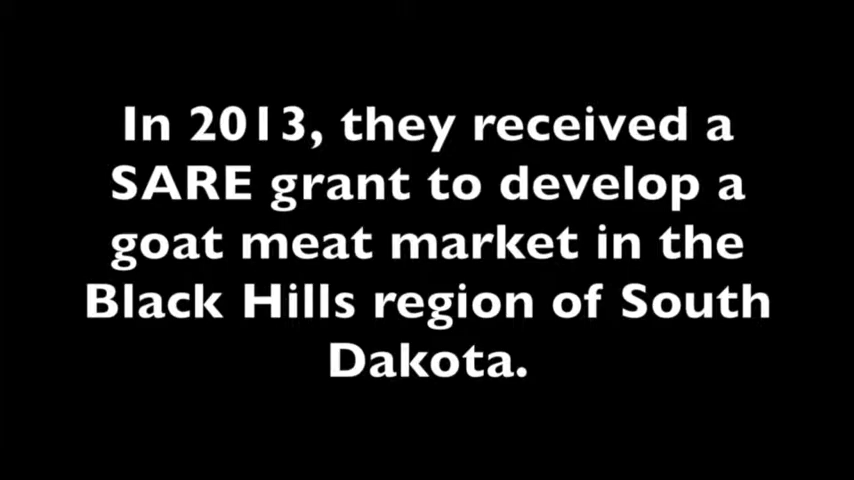 In 2013, they received a
SARE grant to develop a
goat meat market in the
Black Hills region of South
Dakota.